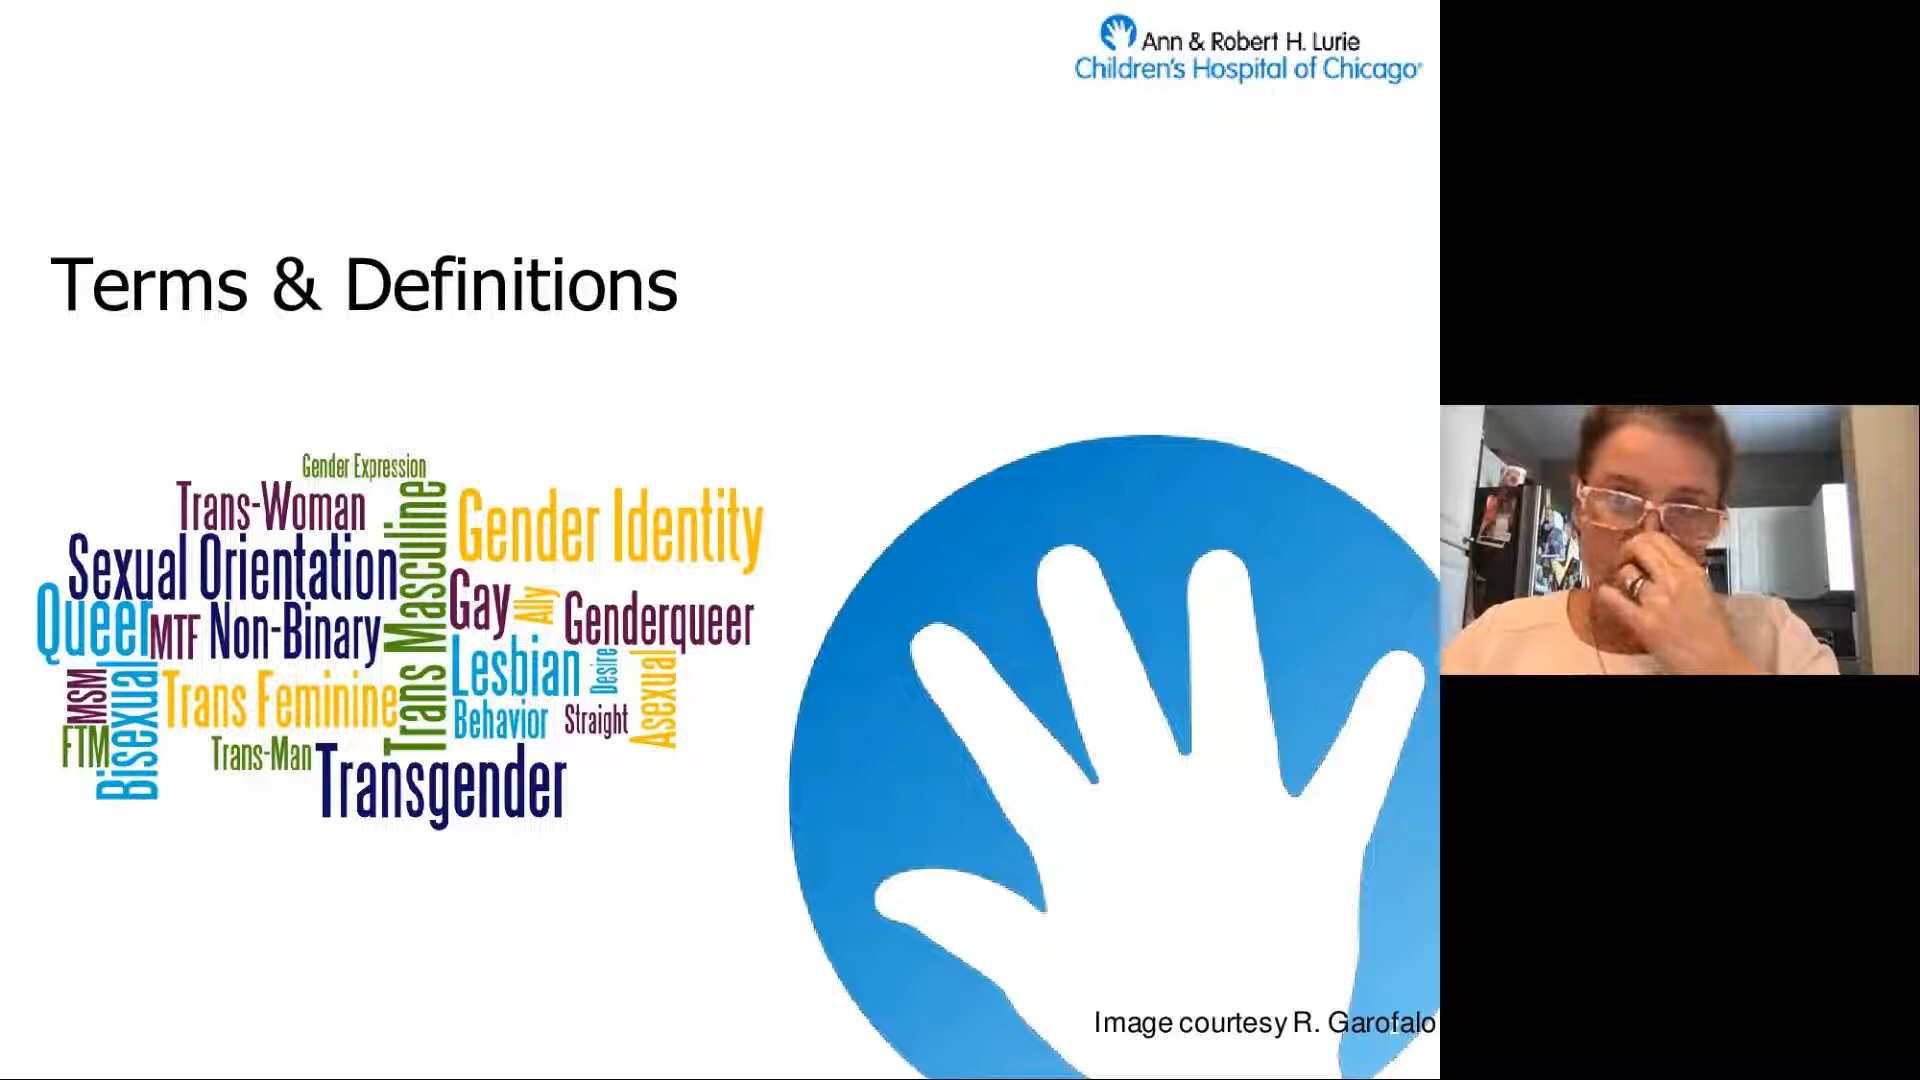 Ann & Robert H. Lurie
Children's Hospital of Chicago
Terms & Definitions
Gender Expression
Trans-Woman
Trans Masculine
Gender Identity
Sexual Orientation
Queer
MTF
Non-Binary
Gay
Ally
Genderqueer
MSM
Bisexual
Trans Feminine
Lesbian
Desire
Asexual
Behavior
Straight
FTM
Trans-Man
Transgender
Image courtesy R. Garofalo